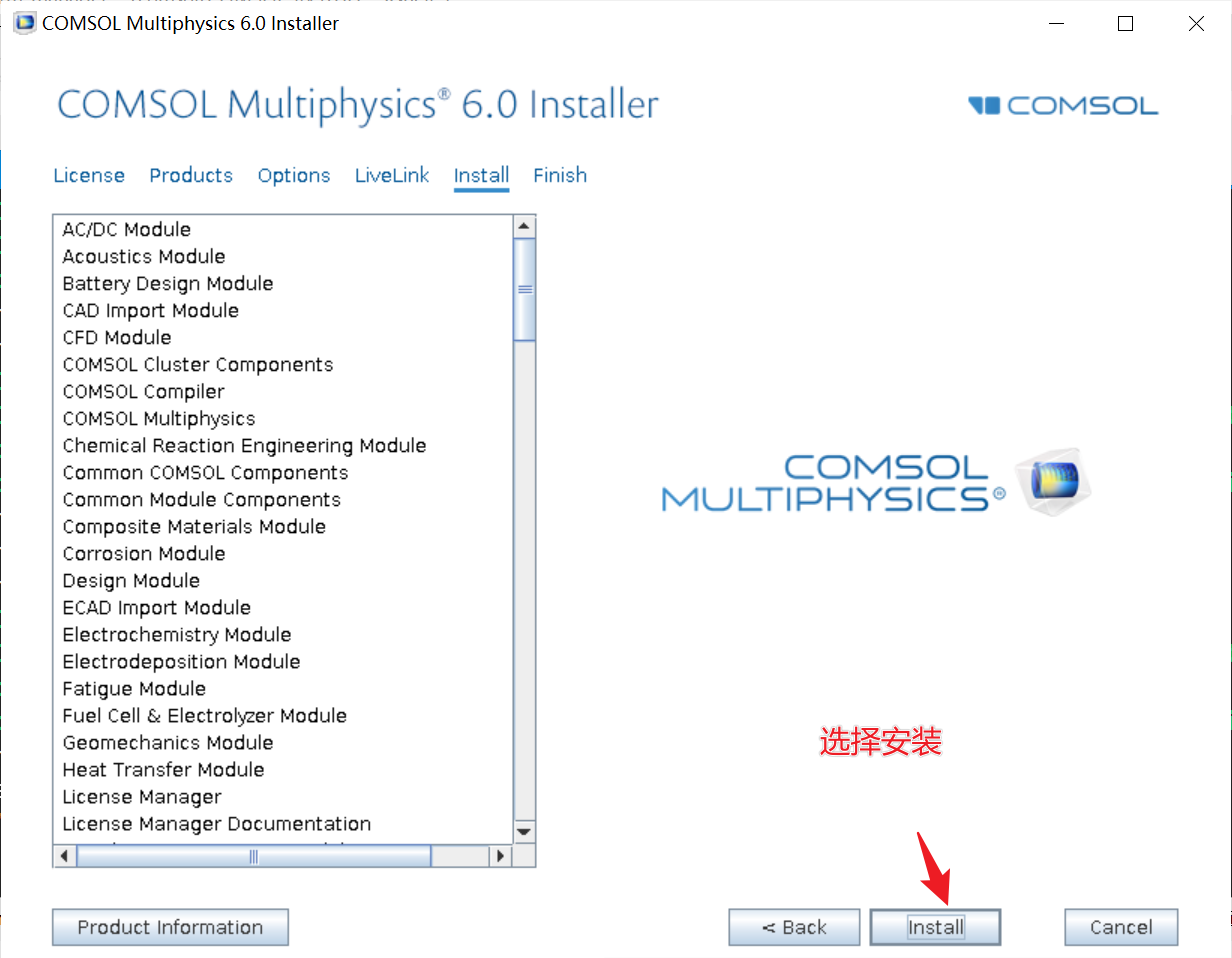 COMSOL Multiphysics 6.0 Installer
COMSOL Multiphysics® 6.0 Installer
COMSOL
License Products Options LiveLink Install Finish
AC/DC Module
Acoustics Module
Battery Design Module
CAD Import Module
CFD Module
COMSOL Cluster Components
COMSOL Compiler
COMSOL Multiphysics
Chemical Reaction Engineering Module
Common COMSOL Components
Common Module Components
Composite Materials Module
Corrosion Module
Design Module
ECAD Import Module
Electrochemistry Module
Electrodeposition Module
Fatigue Module
Fuel Cell & Electrolyzer Module
Geomechanics Module
Heat Transfer Module
License Manager
License Manager Documentation
COMSOL
MULTIPHYSICS®
选择安装
Product Information
< Back
Install
Cancel